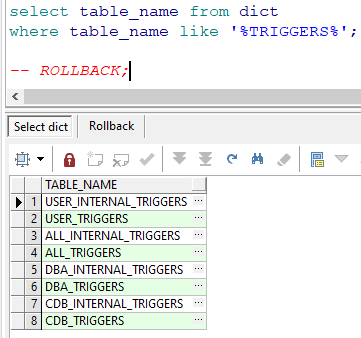 select table_name from dict
where table_name like '%TRIGGERS%';
-- ROLLBACK;
Select dict Rollback
TABLE_NAME
1 USER_INTERNAL_TRIGGERS ...
2 USER_TRIGGERS ...
3 ALL_INTERNAL_TRIGGERS ...
4 ALL_TRIGGERS ...
5 DBA_INTERNAL_TRIGGERS ...
6 DBA_TRIGGERS ...
7 CDB_INTERNAL_TRIGGERS ...
8 CDB_TRIGGERS ...